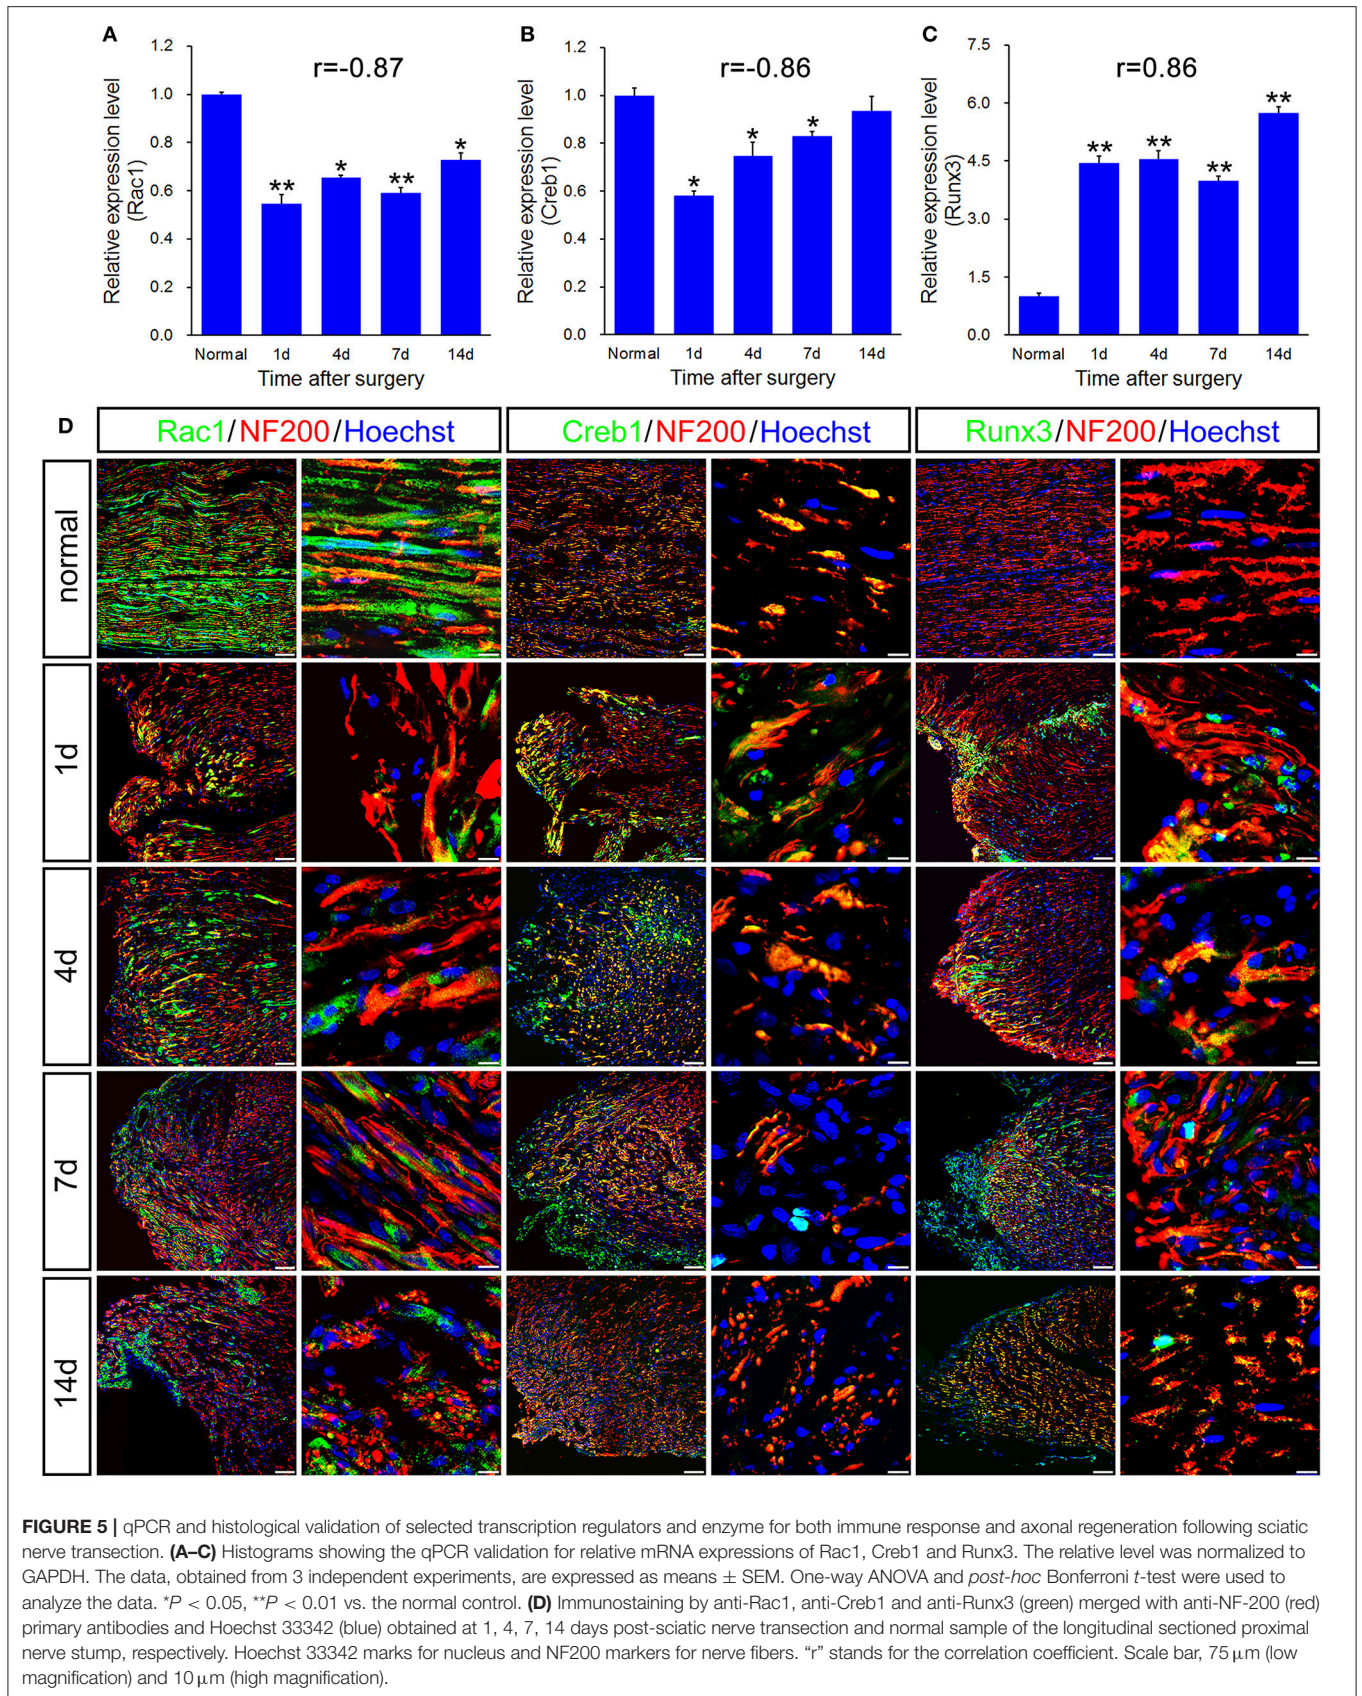 A
B
C
1.2
1.0
0.8
0.6
0.4
0.2
0.0
Relative expression level
(Rac1)
r=-0.87
**
*
**
*
Normal 1d 4d 7d 14d
Time after surgery
1.2
1.0
0.8
0.6
0.4
0.2
0.0
Relative expression level
(Creb1)
r=-0.86
*
*
*
Normal 1d 4d 7d 14d
Time after surgery
7.5
6.0
4.5
3.0
1.5
0.0
Relative expression level
(Runx3)
r=0.86
**
**
**
**
Normal 1d 4d 7d 14d
Time after surgery
D
Rac1/NF200/Hoechst
Creb1/NF200/Hoechst
Runx3/NF200/Hoechst
normal
1d
4d
7d
14d
FIGURE 5 | qPCR and histological validation of selected transcription regulators and enzyme for both immune response and axonal regeneration following sciatic
nerve transection. (A–C) Histograms showing the qPCR validation for relative mRNA expressions of Rac1, Creb1 and Runx3. The relative level was normalized to
GAPDH. The data, obtained from 3 independent experiments, are expressed as means ± SEM. One-way ANOVA and post-hoc Bonferroni t-test were used to
analyze the data. *P < 0.05, **P < 0.01 vs. the normal control. (D) Immunostaining by anti-Rac1, anti-Creb1 and anti-Runx3 (green) merged with anti-NF-200 (red)
primary antibodies and Hoechst 33342 (blue) obtained at 1, 4, 7, 14 days post-sciatic nerve transection and normal sample of the longitudinal sectioned proximal
nerve stump, respectively. Hoechst 33342 marks for nucleus and NF200 markers for nerve fibers. “r” stands for the correlation coefficient. Scale bar, 75 μm (low
magnification) and 10 μm (high magnification).